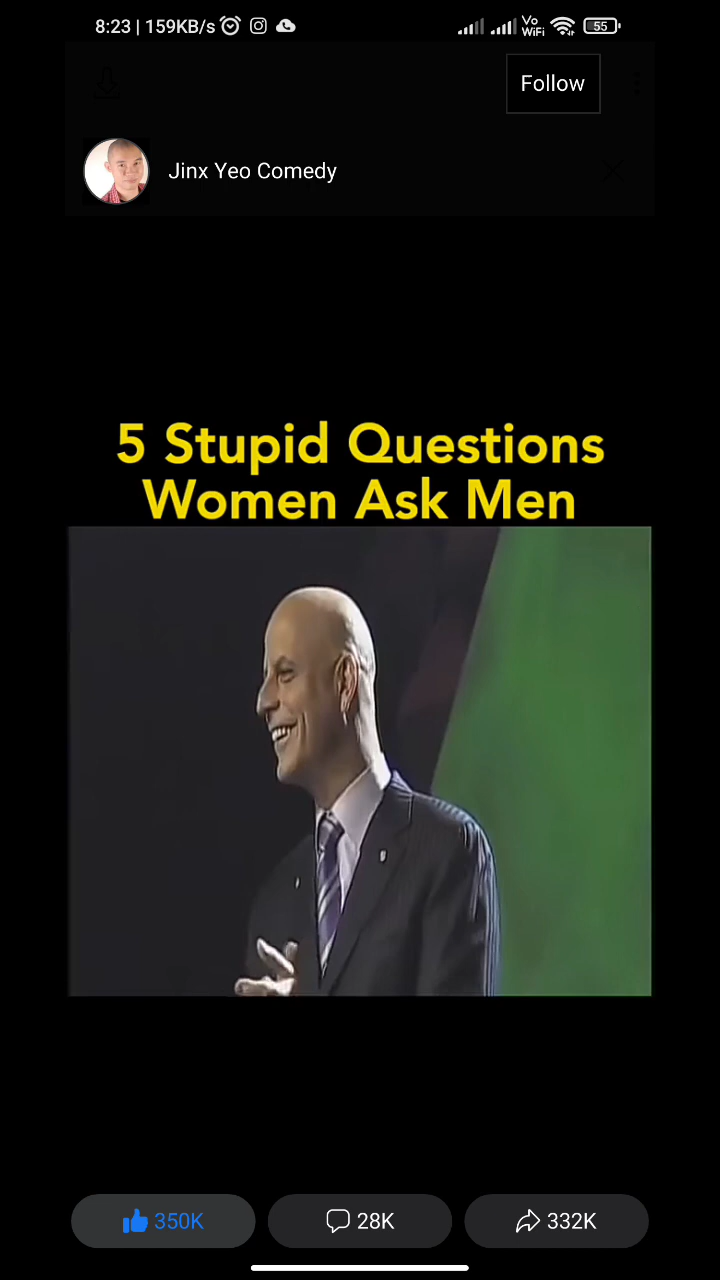 8:23 | 159KB/s Vo WiFi 55
Follow
Jinx Yeo Comedy
5 Stupid Questions
Women Ask Men
350K 28K 332K